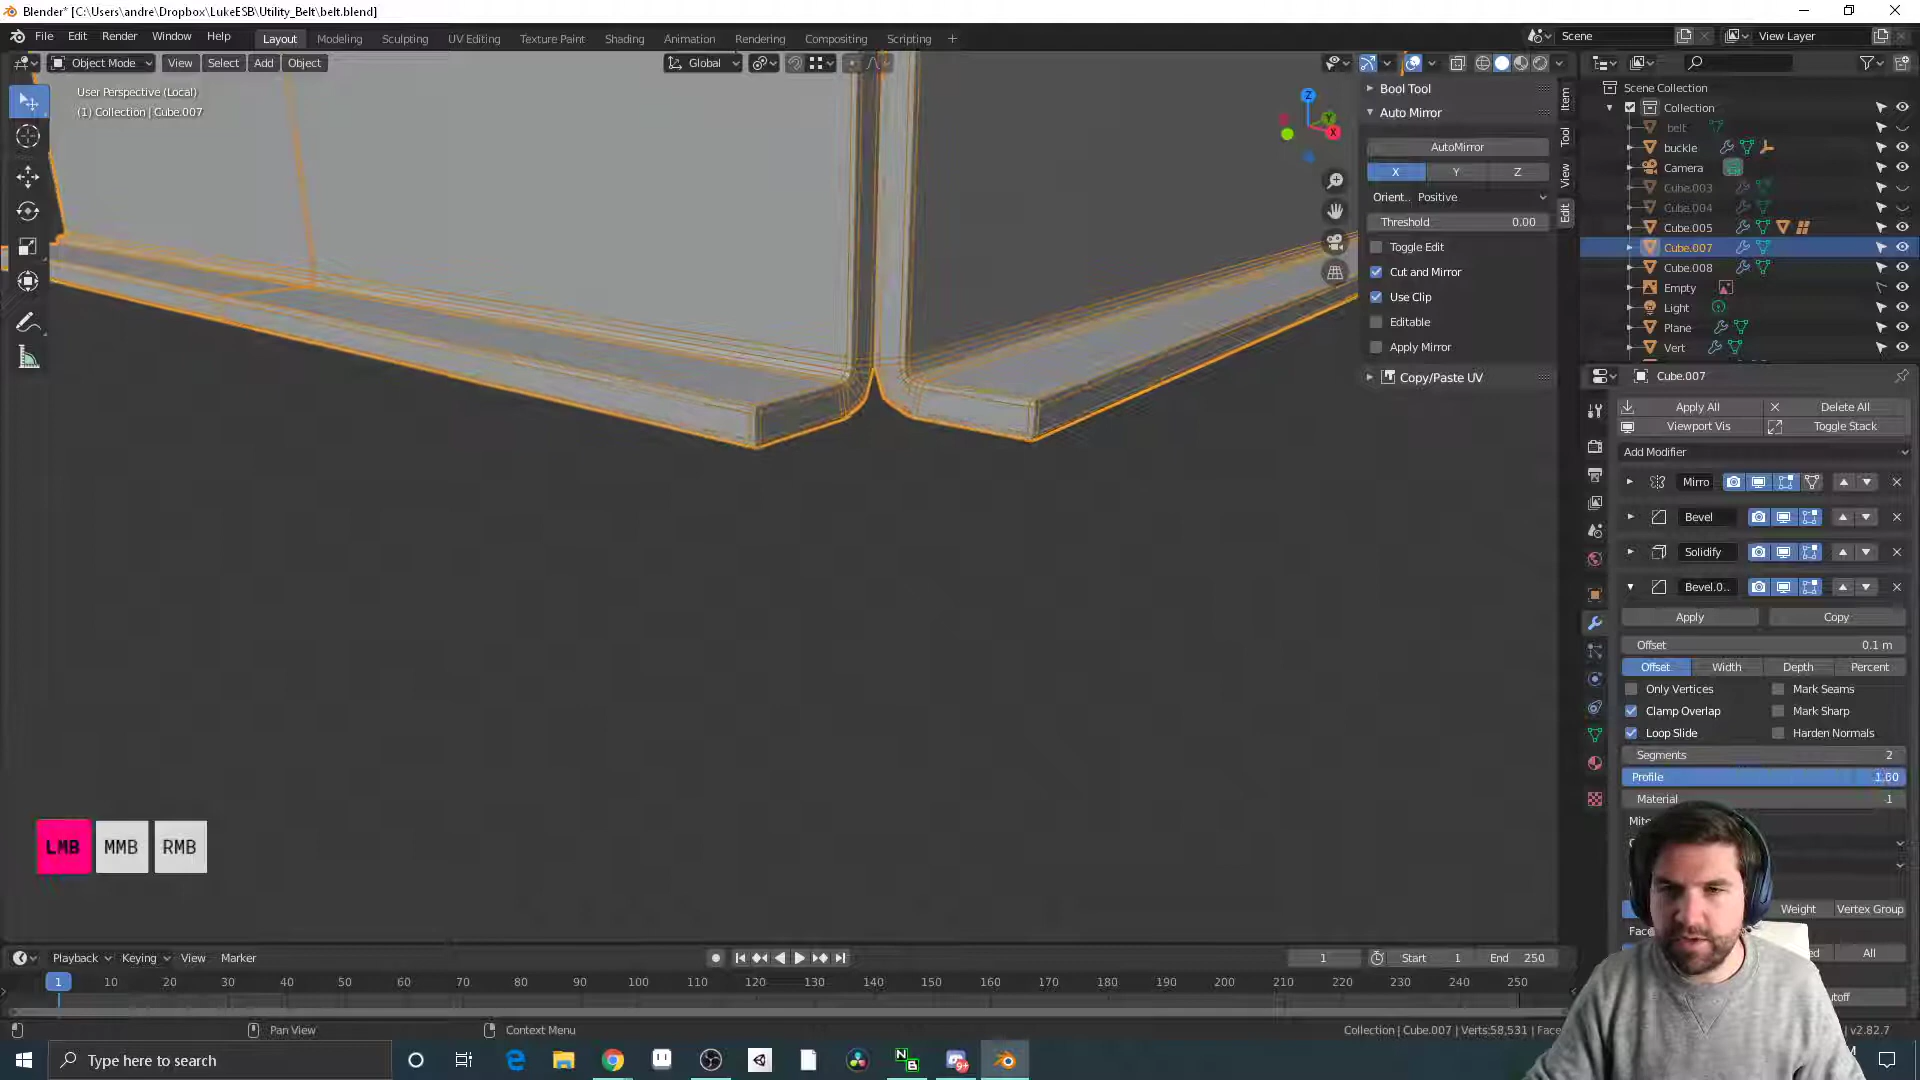 Blender* [C:\Users\andre\Dropbox\LukeESB\Utility_Belt\belt.blend]
File Edit Render Window Help
Layout Modeling Sculpting UV Editing Texture Paint Shading Animation Rendering Compositing Scripting
Scene View Layer
Object Mode View Select Add Object
Global
User Perspective (Local)
(1) Collection | Cube.007
Z
Y
X
Bool Tool
Auto Mirror
AutoMirror
X Y Z
Orient.. Positive
Threshold 0.00
Toggle Edit
Cut and Mirror
Use Clip
Editable
Apply Mirror
Copy/Paste UV
Item
Tool
View
Edit
Scene Collection
Collection
belt
buckle
Camera
Cube.003
Cube.004
Cube.005
Cube.007
Cube.008
Empty
Light
Plane
Vert
Cube.007
Apply All Delete All
Viewport Vis Toggle Stack
Add Modifier
Mirro
Bevel
Solidify
Bevel.0..
Apply Copy
Offset 0.1 m
Offset Width Depth Percent
Only Vertices Mark Seams
Clamp Overlap Mark Sharp
Loop Slide Harden Normals
Segments 2
Profile 1.00
Material -1
Weight Vertex Group
All
LMB MMB RMB
Playback Keying View Marker
1 Start 1 End 250
1 10 20 30 40 50 60 70 80 90 100 110 120 130 140 150 160 170 180 190 200 210 220 230 240 250
Pan View Context Menu
Collection | Cube.007 | Verts:58,531 | Face
v2.82.7
Type here to search
N
B
9+